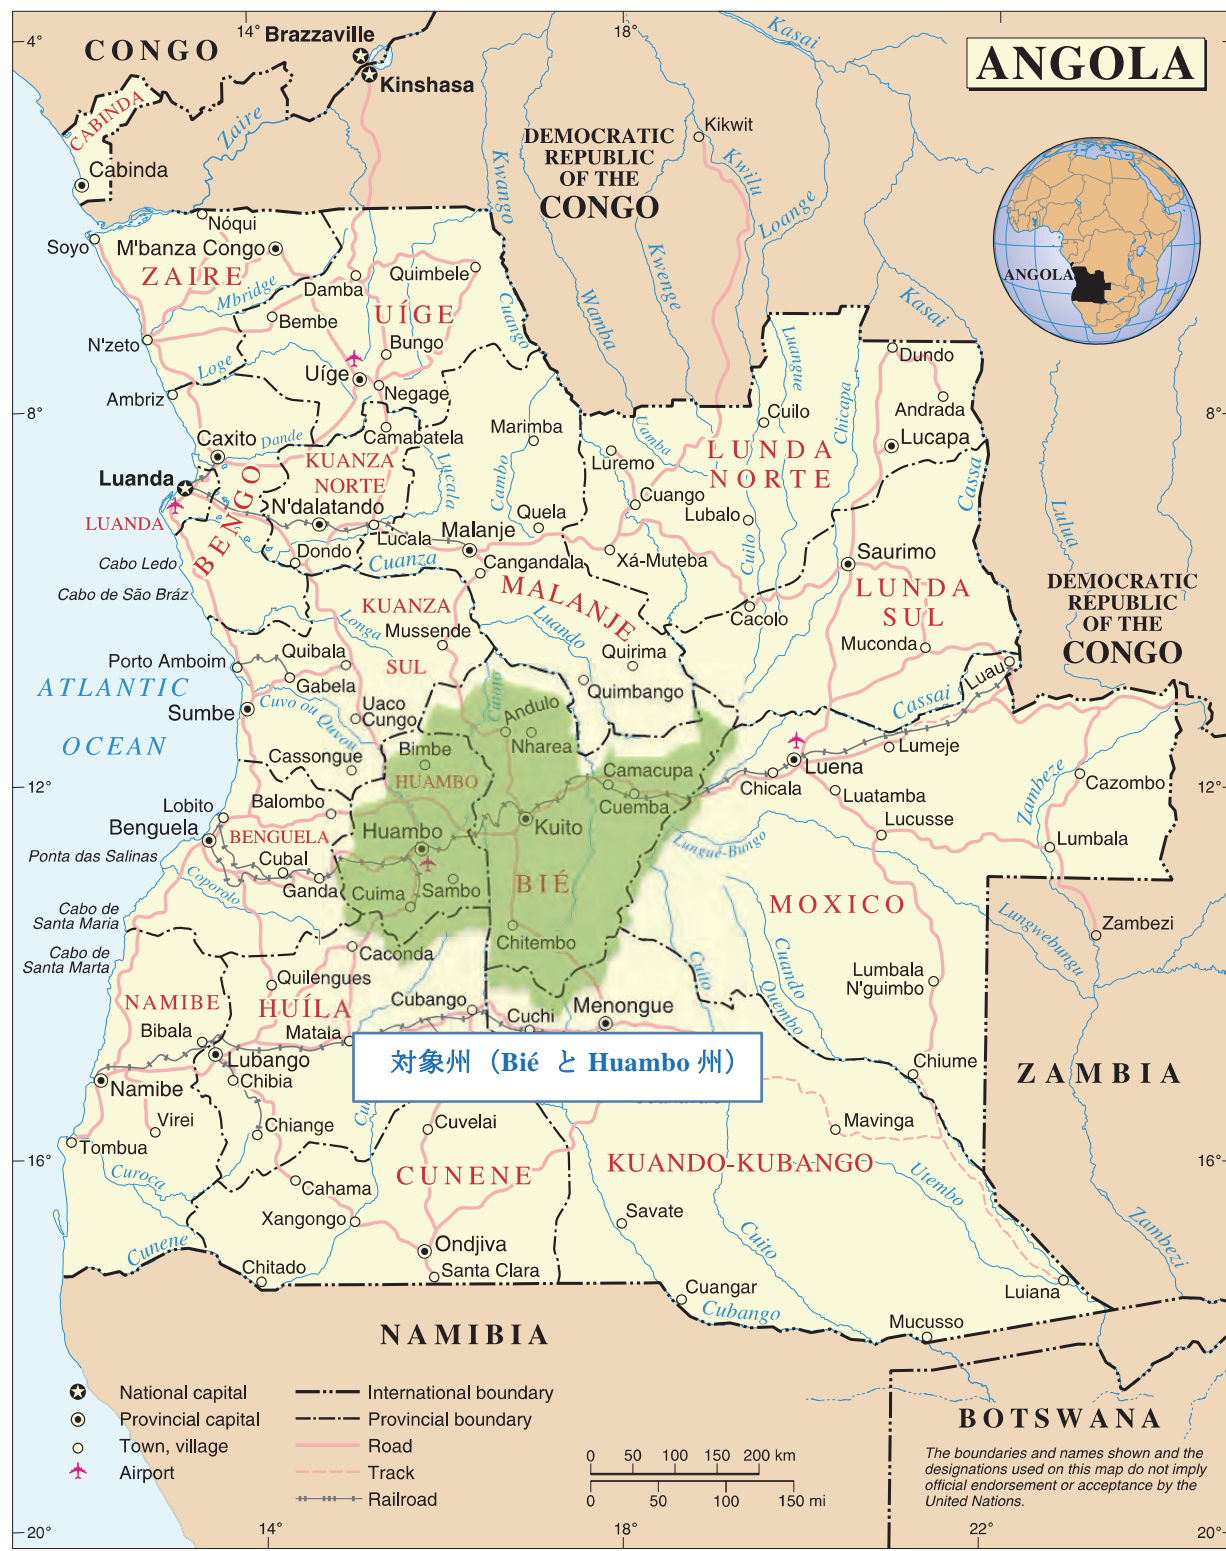 ANGOLA
4°
14°
18°
CONGO
Brazzaville
Kinshasa
Kasai
CABINDA
Cabinda
Zaire
DEMOCRATIC
REPUBLIC
OF THE
CONGO
Kikwit
Kwango
Kwilu
Loange
Kwenge
Wamba
Kasai
ANGOLA
Soyo
Nóqui
M'banza Congo
ZAIRE
Mbridge
Damba
Quimbele
UÍGE
Cuango
Bembe
Bungo
N'zeto
Loge
Uíge
Negage
Ambriz
Luangue
Chicapa
Dundo
Andrada
8°
8°
Caxito
Dande
Camabatela
Marimba
Cuilo
Lucapa
Uamba
Luremo
LUNDA
NORTE
Cassa
Luanda
LUANDA
BENGO
KUANZA
NORTE
Lucala
Cambo
N'dalatando
Lucala
Malanje
Quela
Cuango
Lubalo
Cuilo
Lulua
Dondo
Cuanza
Cangandala
Xá-Muteba
Saurimo
Cabo Ledo
Cabo de São Bráz
KUANZA
SUL
MALANJE
LUNDA
SUL
DEMOCRATIC
REPUBLIC
OF THE
CONGO
Longa
Mussende
Luando
Cacolo
Muconda
Porto Amboim
Quibala
Gabela
Quirima
Quimbango
Luau
Cassai
ATLANTIC
OCEAN
Sumbe
Cuvo ou Quvou
Uaco
Cungo
Andulo
Nharea
Cassongue
Bimbe
HUAMBO
Camacupa
Cuemba
Chicala
Luena
Lumeje
Cazombo
Zambeze
12°
12°
Lobito
Benguela
Balombo
BENGUELA
Huambo
Kuito
Luatamba
Lucusse
Lumbala
Ponta das Salinas
Cubal
Ganda
Coporolo
Cuima
Sambo
BIÉ
Lungue-Bungo
MOXICO
Cabo de
Santa Maria
Cabo de
Santa Marta
Caconda
Chitembo
Cuito
Cuando
Quembo
Lungwebungu
Zambezi
NAMIBE
HUÍLA
Quilengues
Lumbala
N'guimbo
Bibala
Lubango
Mataia
Cubango
Cuchi
Menongue
対象州（Bié と Huambo 州）
Namibe
Chibia
Chiume
ZAMBIA
Virei
Chiange
Cuvelai
Mavinga
Tombua
16°
16°
Curoca
Cahama
CUNENE
KUANDO-KUBANGO
Utembo
Xangongo
Savate
Cuito
Zambezi
Cunene
Ondjiva
Chitado
Santa Clara
Cuangar
Cubango
Luiana
Mucusso
NAMIBIA
BOTSWANA
National capital
Provincial capital
Town, village
Airport
International boundary
Provincial boundary
Road
Track
Railroad
0 50 100 150 200 km
0 50 100 150 mi
The boundaries and names shown and the
designations used on this map do not imply
official endorsement or acceptance by the
United Nations.
20°
14°
18°
22°
20°